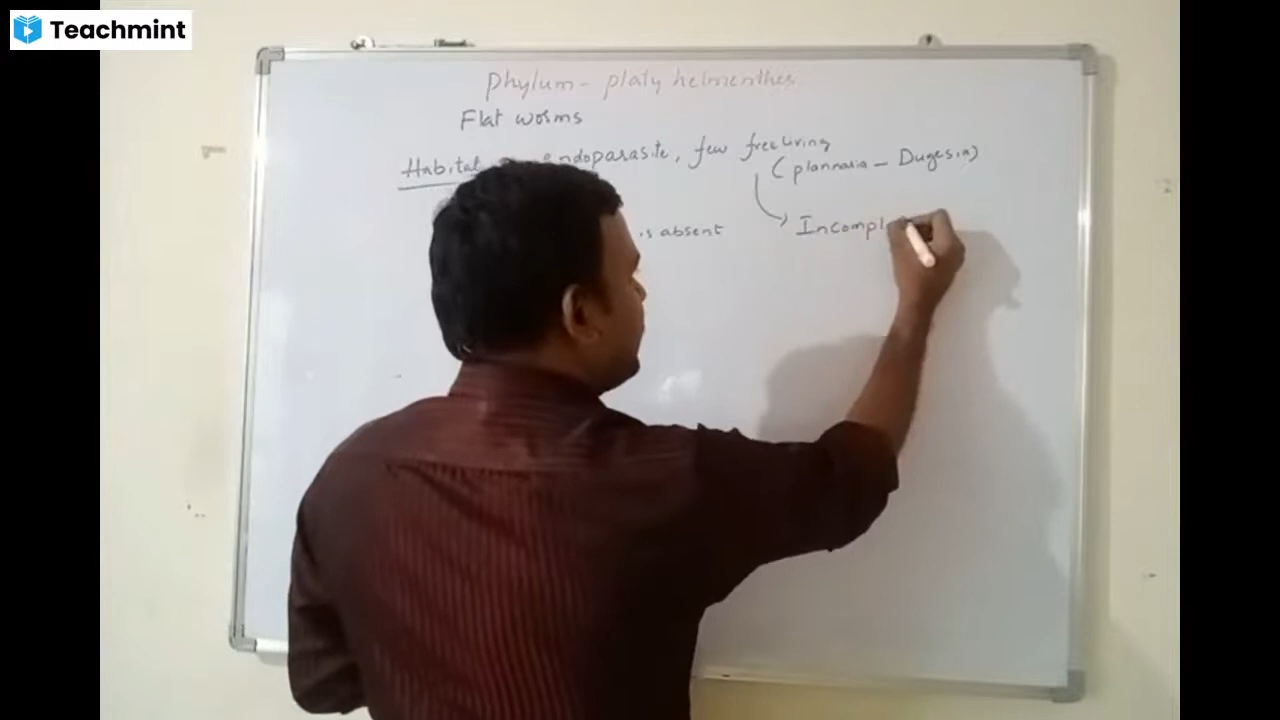 Teachmint
Phylum - platy helmenthes
Flat worms
Habitat endoparasite, few free living
(plannaria - Dugesia)
is absent
Incompl